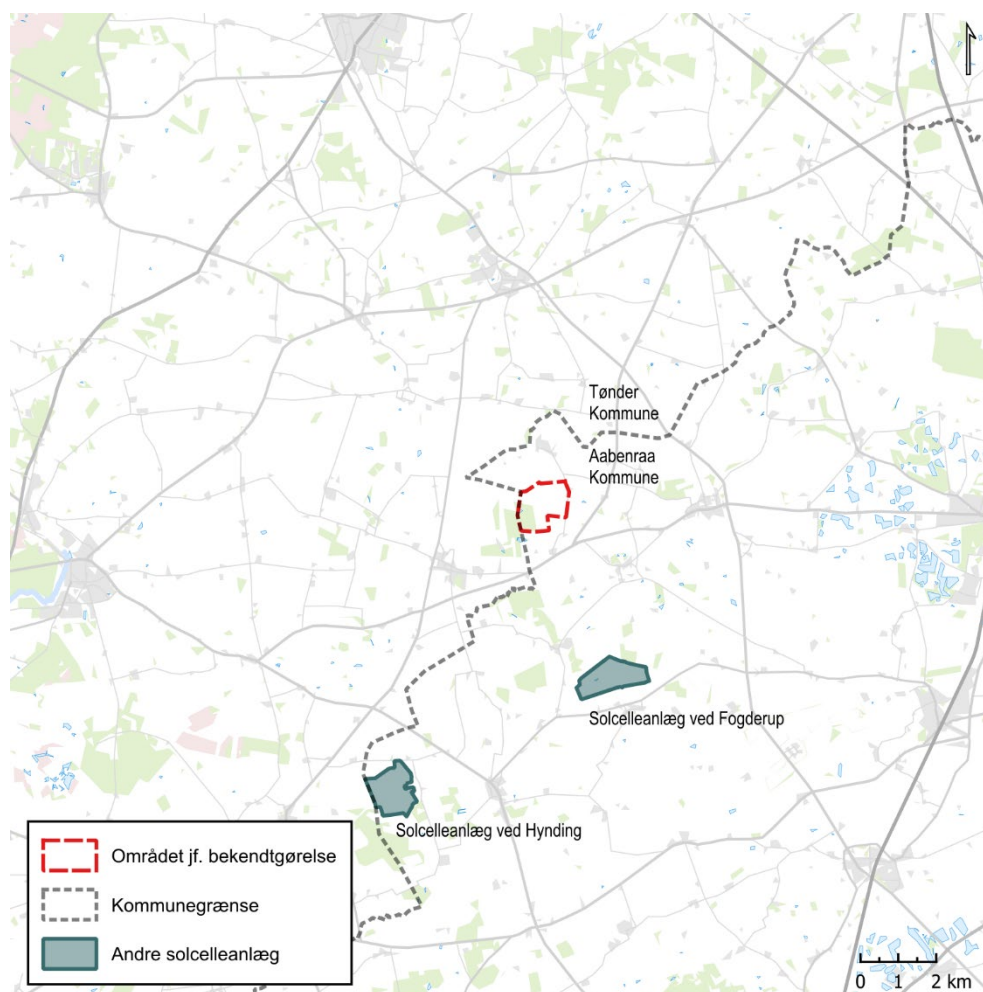 Tønder
Kommune
Aabenraa
Kommune
Solcelleanlæg ved Fogderup
Solcelleanlæg ved Hynding
Området jf. bekendtgørelse
Kommunegrænse
Andre solcelleanlæg
0 1 2 km